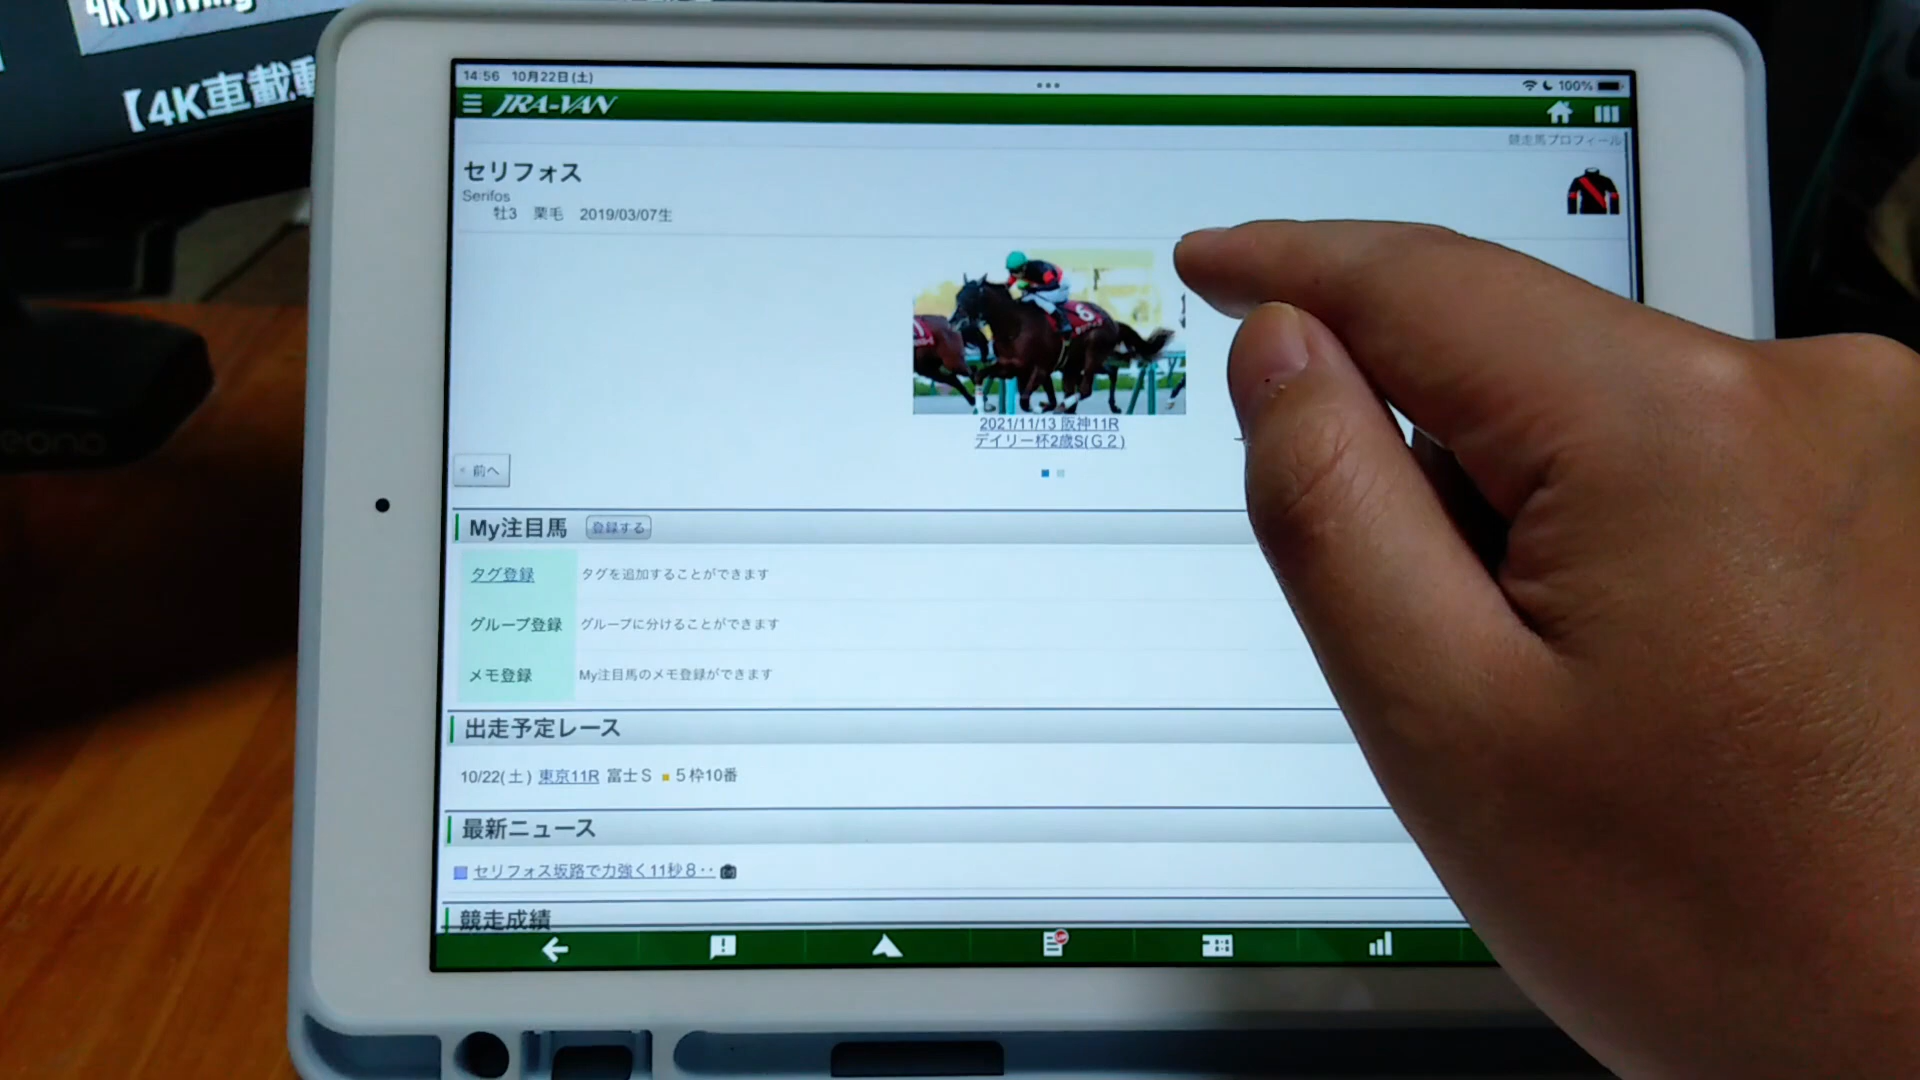 4K Driving
【4K車載動
14:56 10月22日(土)
100%
JRA-VAN
競走馬プロフィール
セリフォス
Serifos
牡3 栗毛 2019/03/07生
2021/11/13 阪神11R
デイリー杯2歳S(G2)
前へ
My注目馬 登録する
タグ登録 タグを追加することができます
グループ登録 グループに分けることができます
メモ登録 My注目馬のメモ登録ができます
出走予定レース
10/22(土) 東京11R 富士S 5枠10番
最新ニュース
セリフォス坂路で力強く11秒8‥
競走成績